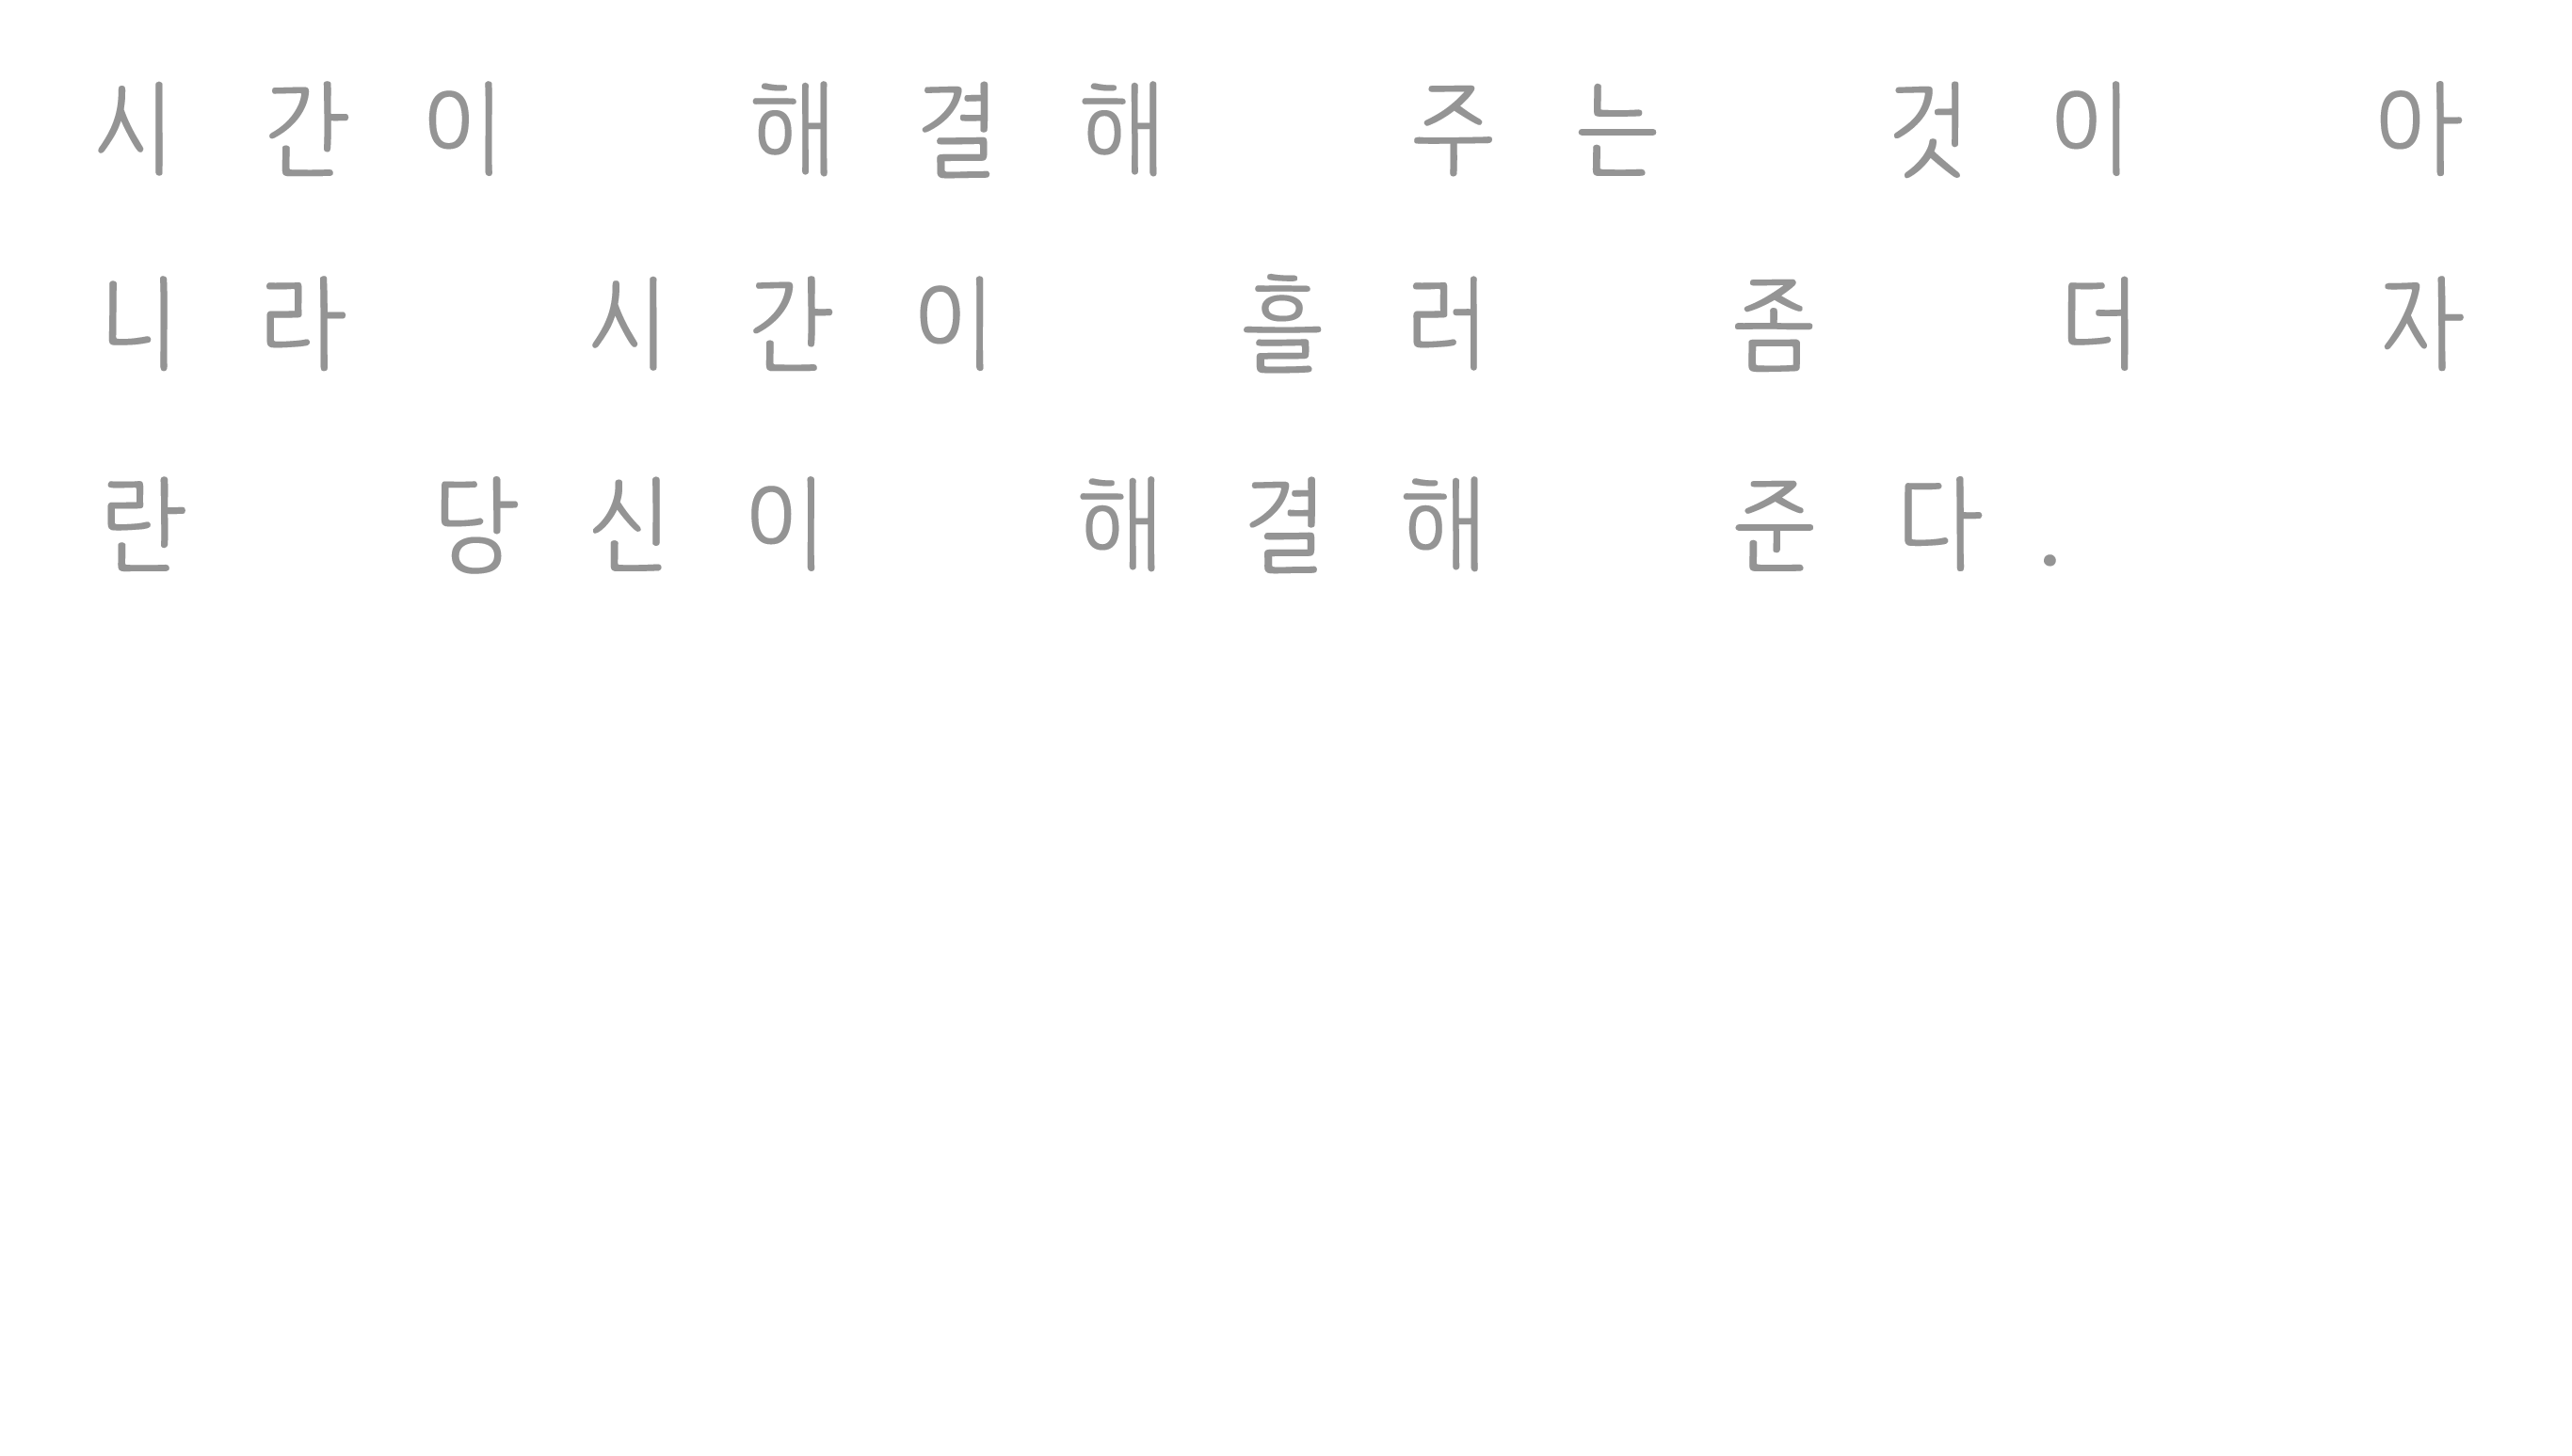 시간이 해결해 주는 것이 아
니라 시간이 흘러 좀 더 자
란 당신이 해결해 준다.